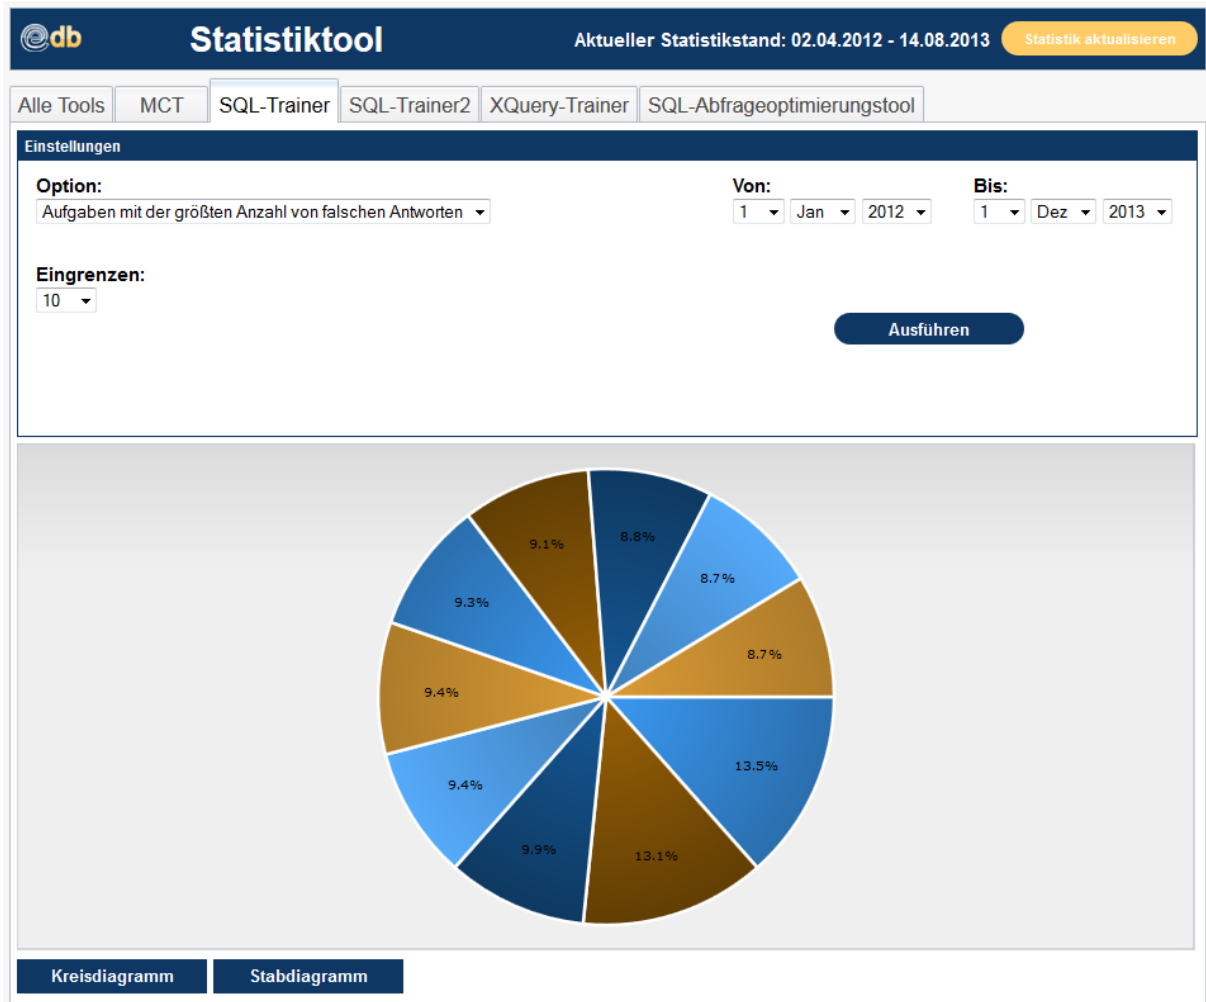 edb Statistiktool Aktueller Statistikstand: 02.04.2012 - 14.08.2013 Statistik aktualisieren
Alle Tools MCT SQL-Trainer SQL-Trainer2 XQuery-Trainer SQL-Abfrageoptimierungstool
Einstellungen
Option: Von: Bis:
Aufgaben mit der größten Anzahl von falschen Antworten 1 Jan 2012 1 Dez 2013
Eingrenzen:
10
Ausführen
9.1% 8.8%
8.7%
9.3%
8.7%
9.4%
13.5%
9.4%
9.9% 13.1%
Kreisdiagramm Stabdiagramm